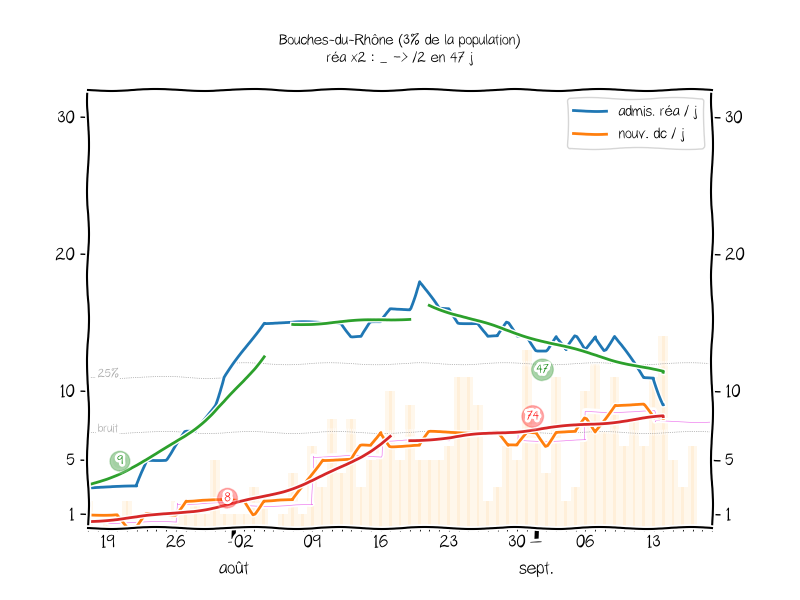 Bouches-du-Rhône (3% de la population)
réa x2 : _ -> /2 en 47 j
admis. réa / j
nouv. dc / j
30
30
20
20
25%
47
10
10
74
bruit
9
5
5
8
1
1
19 26 02 09 16 23 30 06 13
août sept.